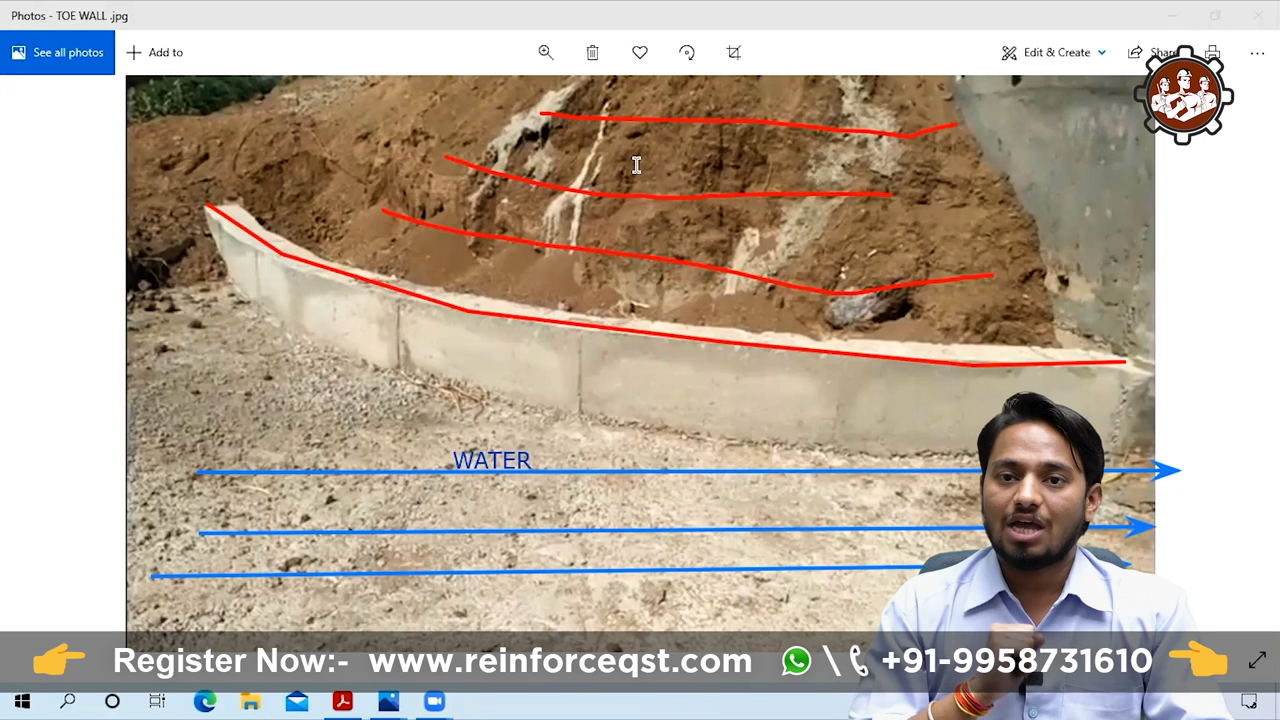 Photos - TOE WALL .jpg
See all photos
Add to
Edit & Create
Share
WATER
Register Now:- www.reinforceqst.com \ +91-9958731610